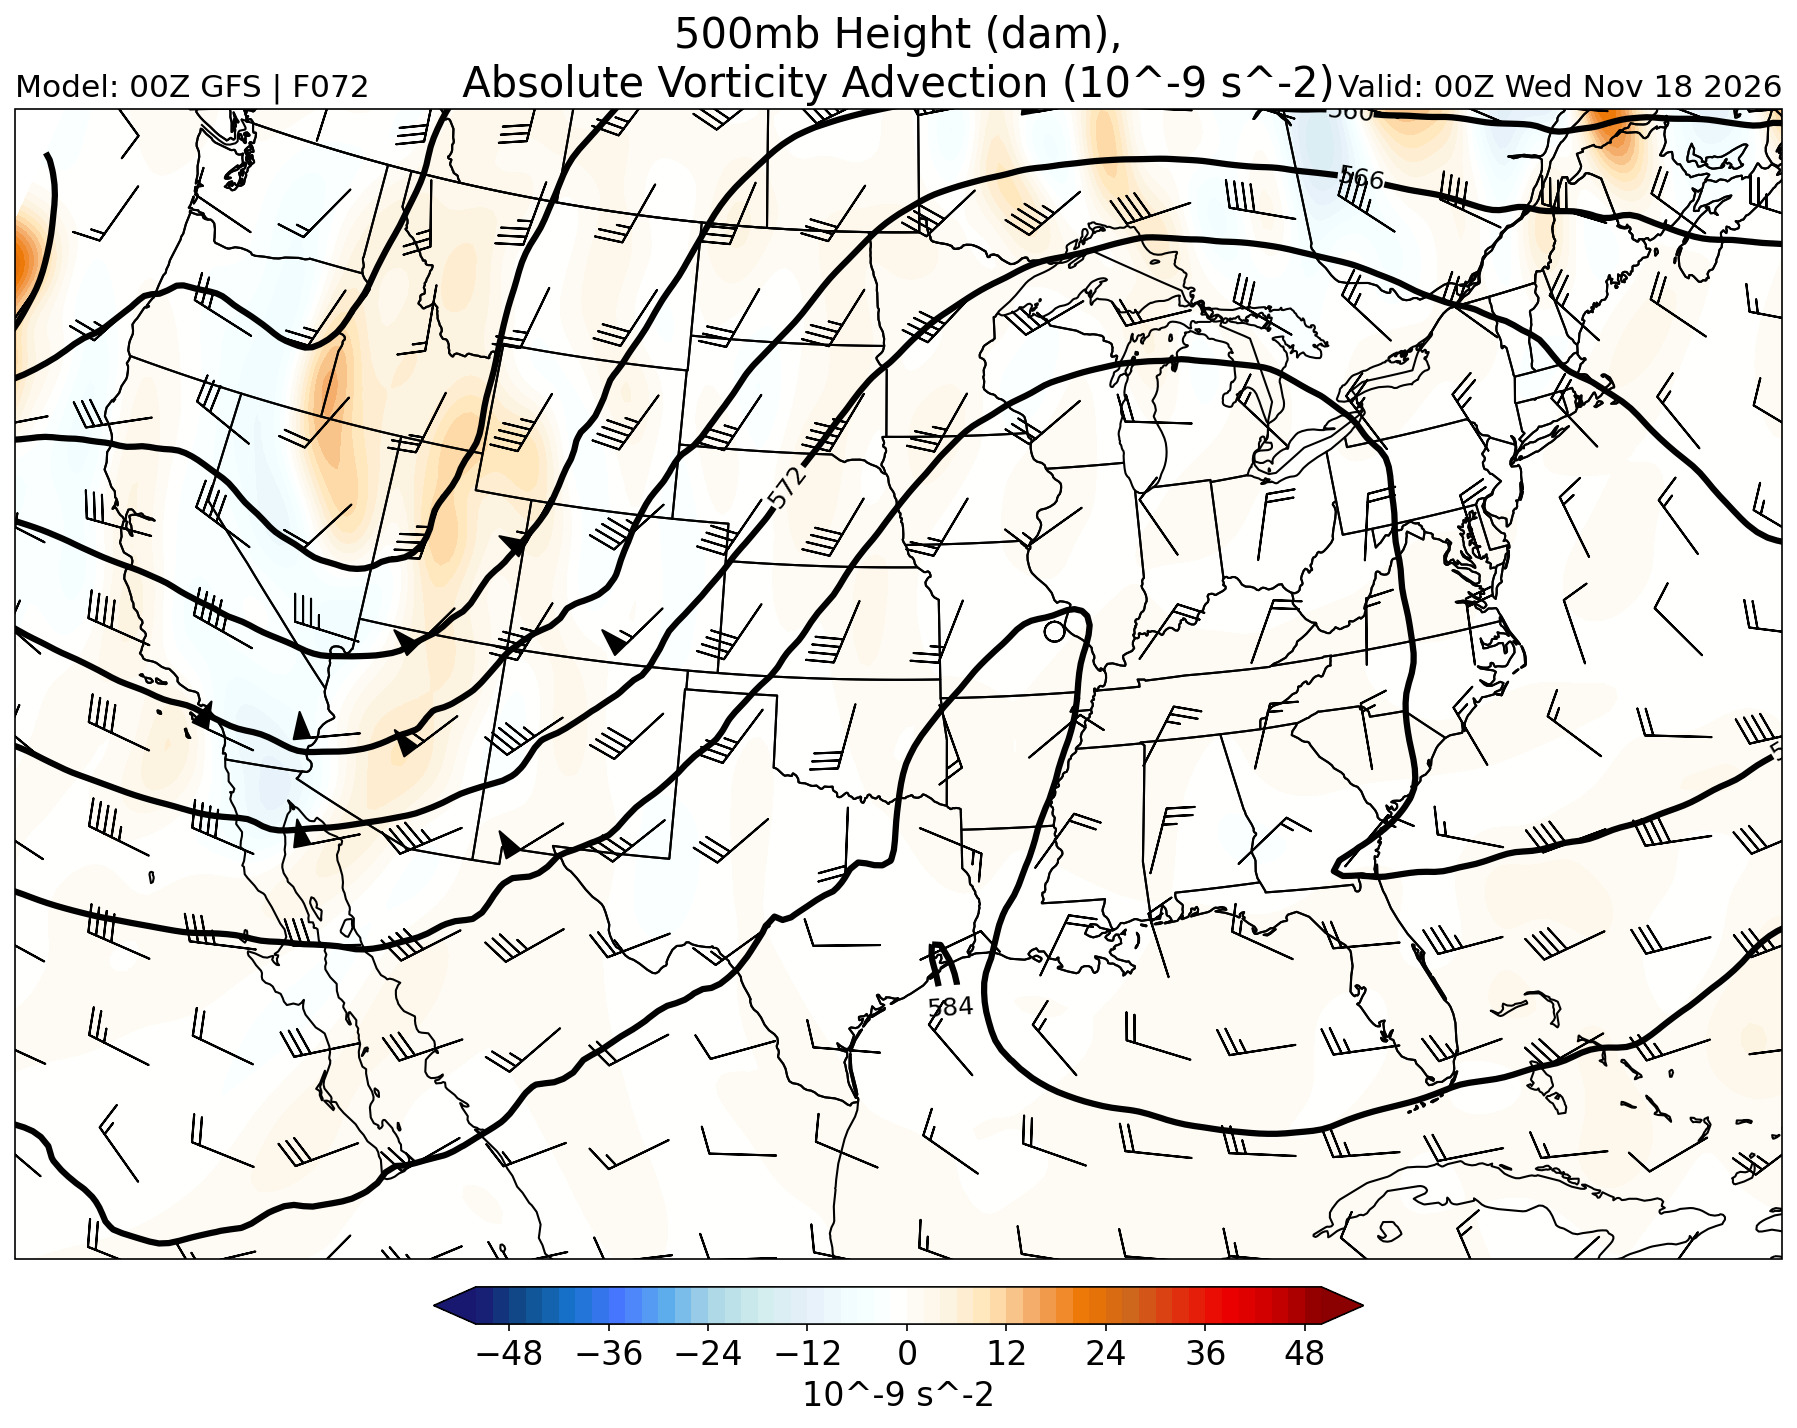 500mb Height (dam),
Model: 00Z GFS | F072
Absolute Vorticity Advection (10^-9 s^-2)
Valid: 00Z Wed Nov 18 2026
560
566
572
584
−48 −36 −24 −12 0 12 24 36 48
10^-9 s^-2